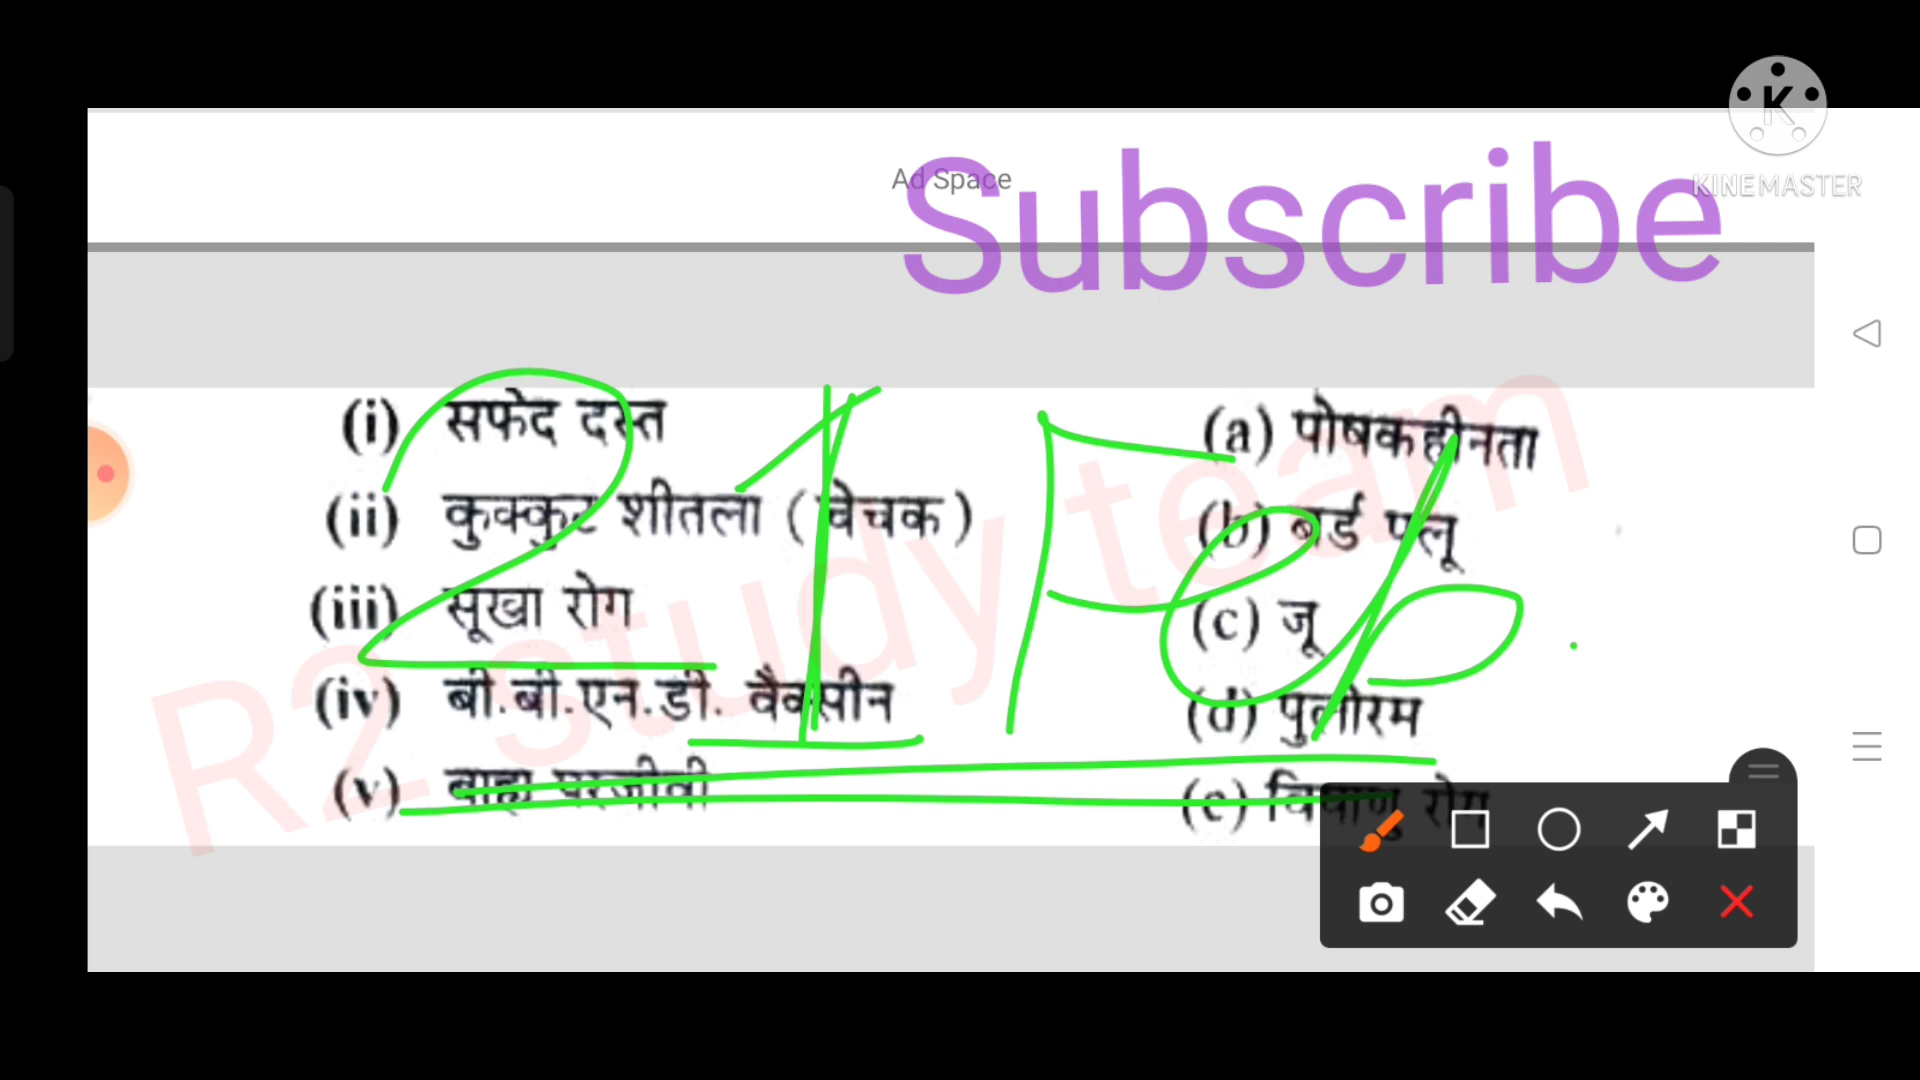 K
KINEMASTER
Ad Space
Subscribe
(i) सफेद दस्त (a) पोषकहीनता
(ii) कुक्कुट शीतला (चेचक) (b) बर्ड फ्लू
(iii) सूखा रोग (c) जू
(iv) बी.बी.एन.डी. वैक्सीन (d) पुलोरम
(v) बाह्य परजीवी (e) विषाणु रोग
R2 study team
21 Feb